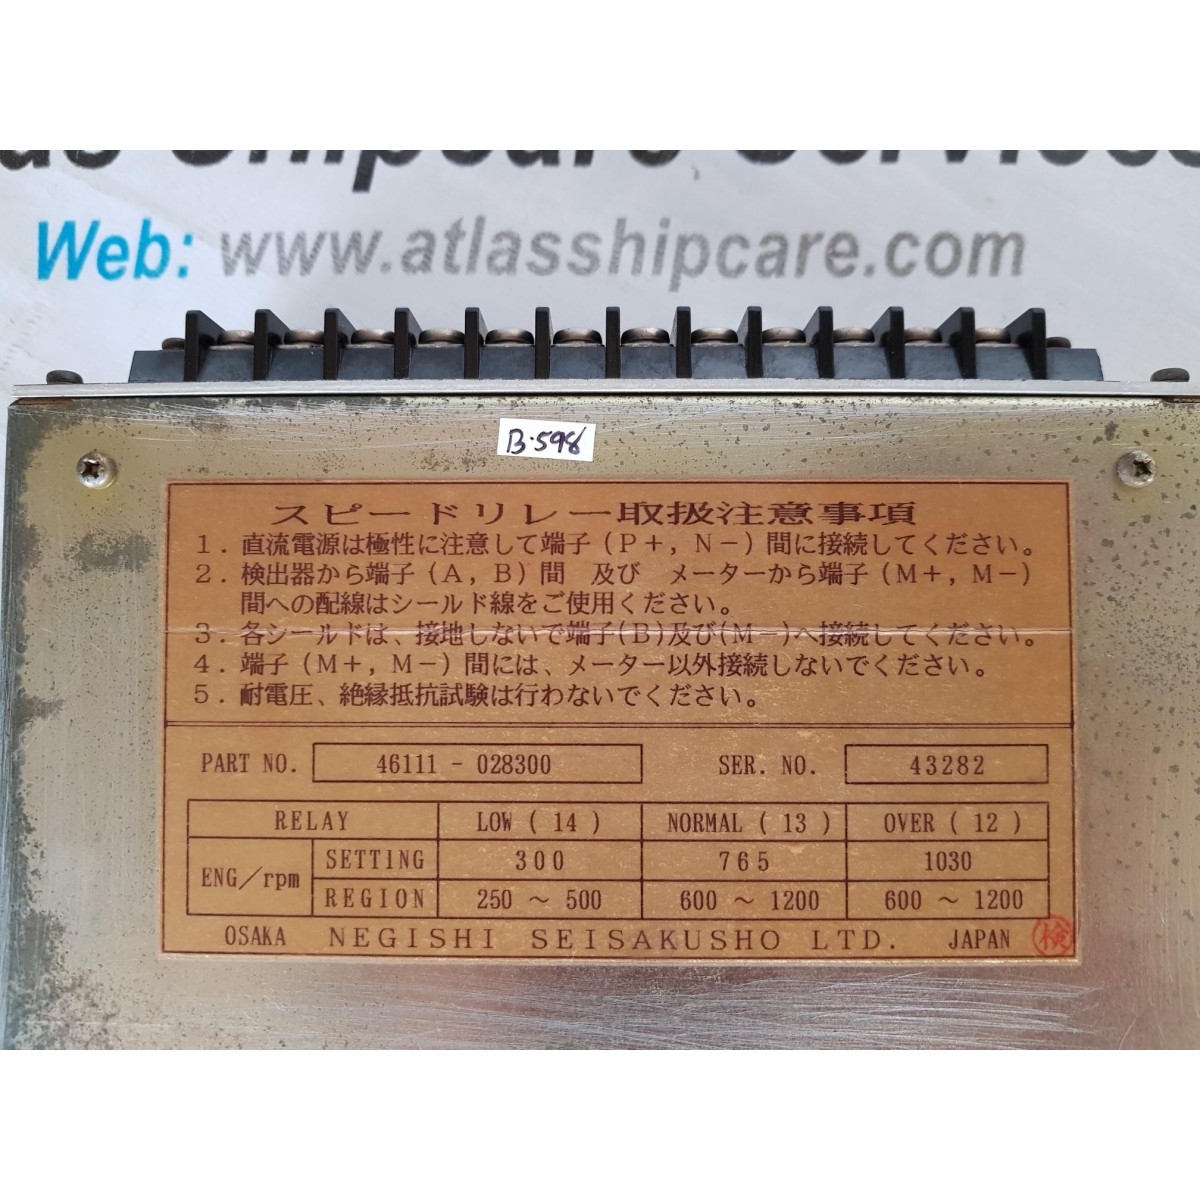 Shipcare Services
Web: www.atlasshipcare.com
B-598
スピードリレー取扱注意事項
1．直流電源は極性に注意して端子（P＋，N－）間に接続してください。
2．検出器から端子（A，B）間　及び　メーターから端子（M＋，M－）
間への配線はシールド線をご使用ください。
3．各シールドは、接地しないで端子(B)及び(M－)へ接続してください。
4．端子（M＋，M－）間には、メーター以外接続しないでください。
5．耐電圧、絶縁抵抗試験は行わないでください。
PART NO. 46111 - 028300 SER. NO. 43282
RELAY LOW ( 14 ) NORMAL ( 13 ) OVER ( 12 )
ENG/rpm SETTING 300 765 1030
REGION 250 ～ 500 600 ～ 1200 600 ～ 1200
OSAKA NEGISHI SEISAKUSHO LTD. JAPAN 検